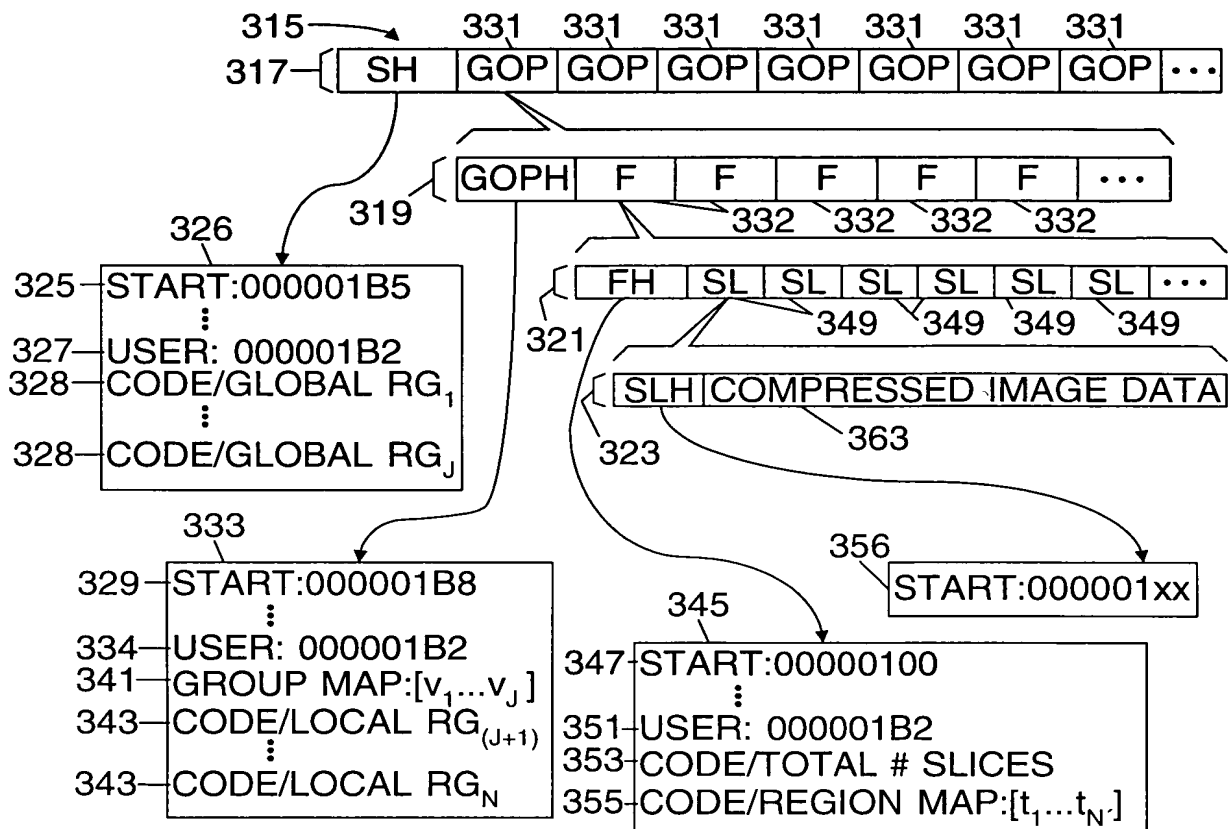 315 331 331 331 331 331 331 331
317 SH GOP GOP GOP GOP GOP GOP GOP ...
319 GOPH F F F F F ...
332 332 332 332
326
321 FH SL SL SL SL SL SL ...
349 349 349 349
325 START:000001B5
327 USER: 000001B2
328 CODE/GLOBAL RG1
328 CODE/GLOBAL RGJ
323 SLH COMPRESSED IMAGE DATA
363
333
329 START:000001B8
334 USER: 000001B2
341 GROUP MAP:[v1...vJ]
343 CODE/LOCAL RG(J+1)
343 CODE/LOCAL RGN
356
START:000001xx
345
347 START:00000100
351 USER: 000001B2
353 CODE/TOTAL # SLICES
355 CODE/REGION MAP:[t1...tN']